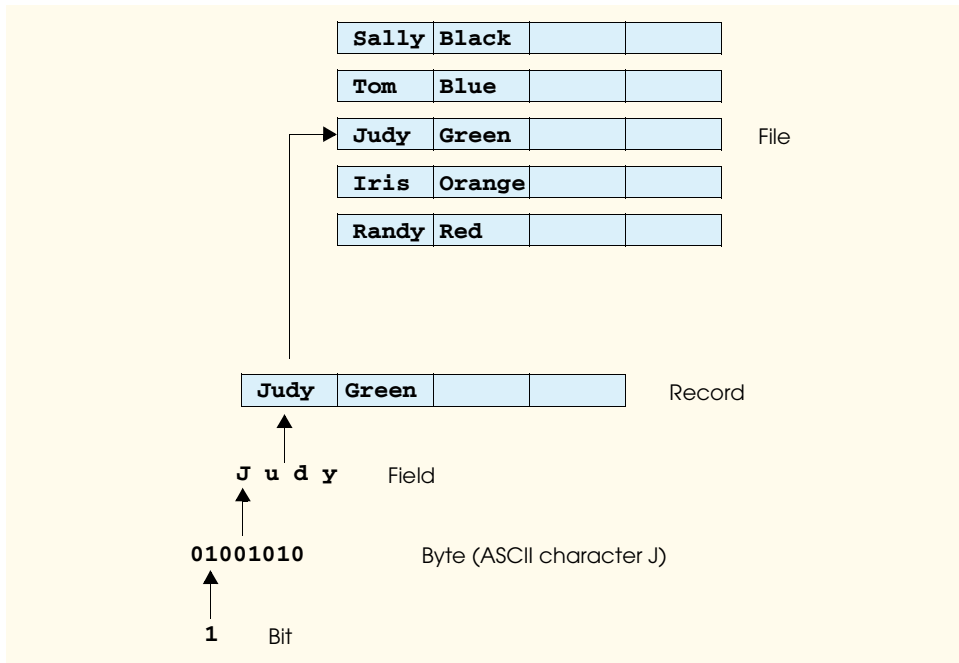 Sally Black
Tom Blue
Judy Green File
Iris Orange
Randy Red
Judy Green Record
J u d y Field
01001010 Byte (ASCII character J)
1 Bit